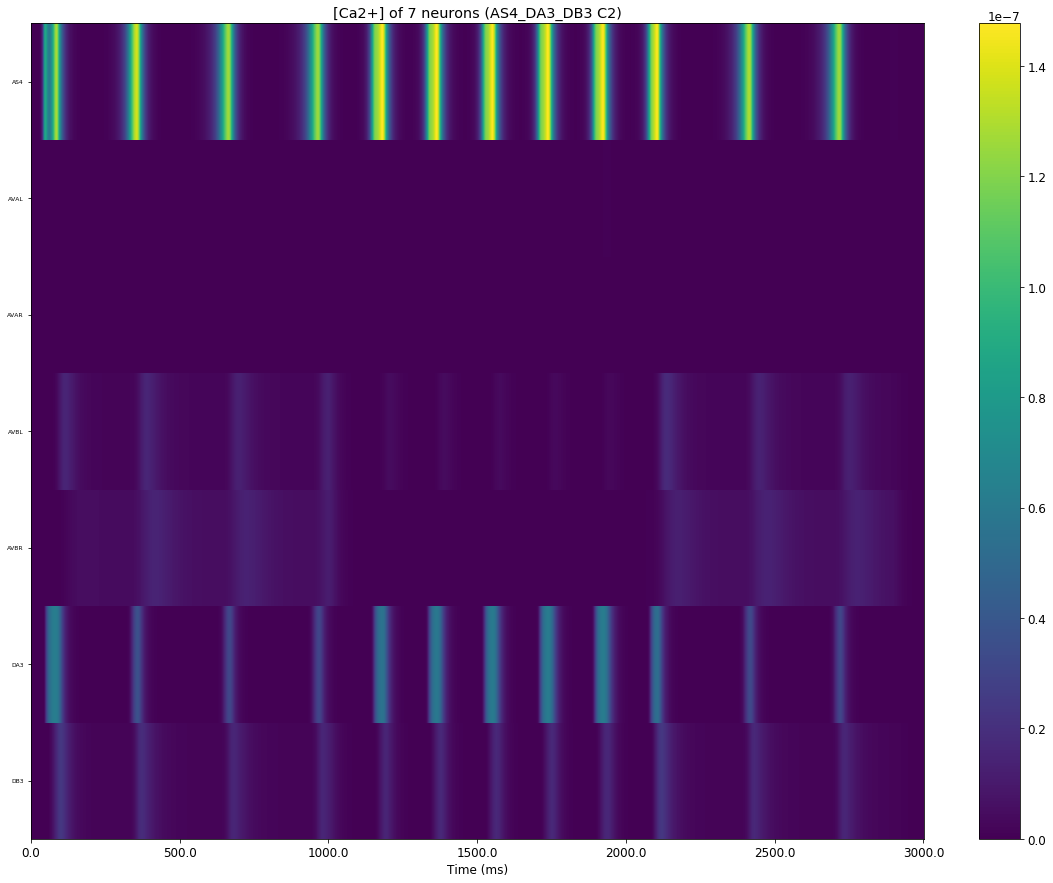 [Ca2+] of 7 neurons (AS4_DA3_DB3 C2)
1e−7
AS4
AVAL
AVAR
AVBL
AVBR
DA3
DB3
0.0 500.0 1000.0 1500.0 2000.0 2500.0 3000.0
Time (ms)
1.4
1.2
1.0
0.8
0.6
0.4
0.2
0.0